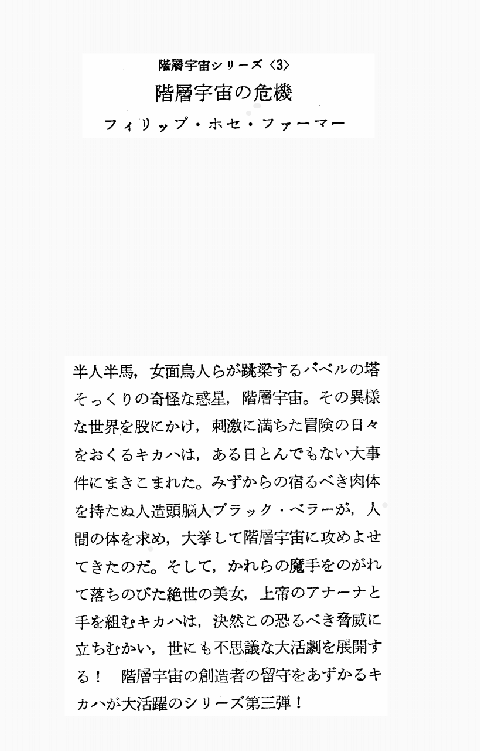 階層宇宙シリーズ〈3〉
階層宇宙の危機
フィリップ・ホセ・ファーマー
半人半馬，女面鳥人らが跳梁するバベルの塔
そっくりの奇怪な惑星，階層宇宙。その異様
な世界を股にかけ，刺激に満ちた冒険の日々
をおくるキカハは，ある日とんでもない大事
件にまきこまれた。みずからの宿るべき肉体
を持たぬ人造頭脳人ブラック・ベラーが，人
間の体を求め，大挙して階層宇宙に攻めよせ
てきたのだ。そして，かれらの魔手をのがれ
て落ちのびた絶世の美女，上帝のアナーナと
手を組むキカハは，決然この恐るべき脅威に
立ちむかい，世にも不思議な大活劇を展開す
る！　階層宇宙の創造者の留守をあずかるキ
カハが大活躍のシリーズ第三弾！